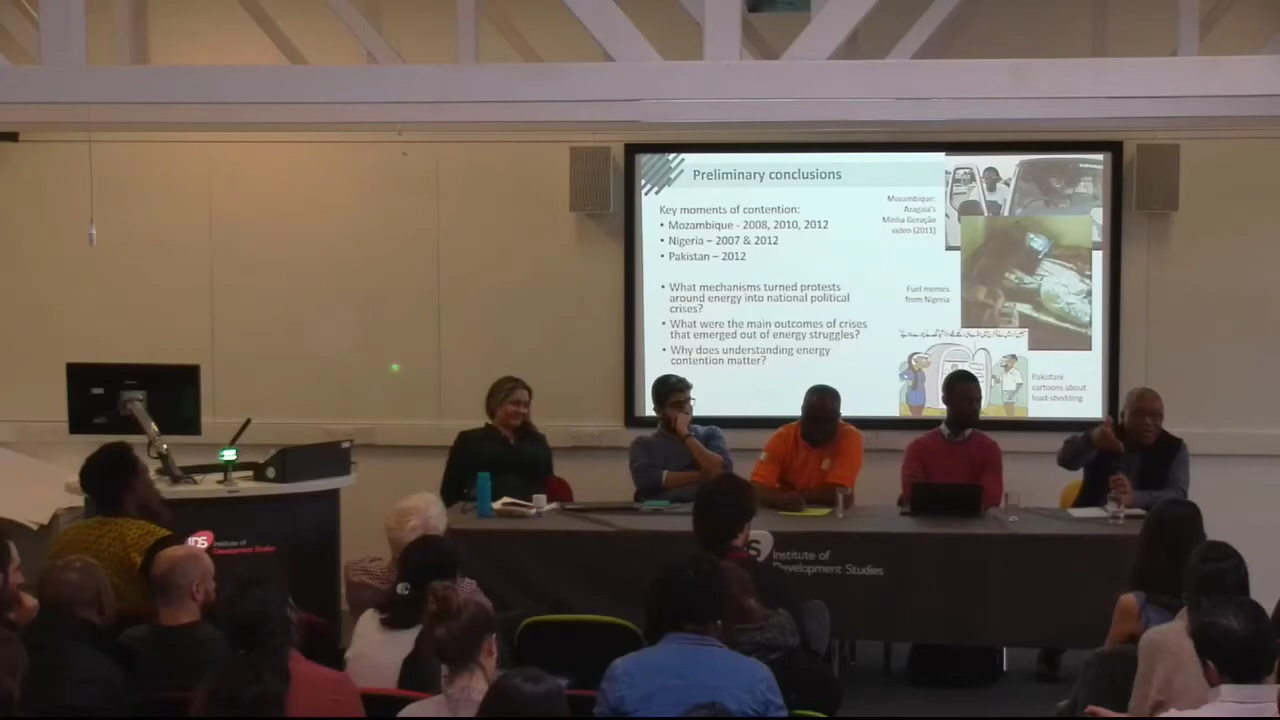 Preliminary conclusions
Key moments of contention:
• Mozambique - 2008, 2010, 2012
• Nigeria – 2007 & 2012
• Pakistan – 2012
• What mechanisms turned protests
around energy into national political
crises?
• What were the main outcomes of crises
that emerged out of energy struggles?
• Why does understanding energy
contention matter?
Mozambique:
Azagaia's
Minha Geração
video (2011)
Fuel memes
from Nigeria
Pakistani
cartoons about
load-shedding
IDS
Institute of
Development Studies
Institute of
Development Studies